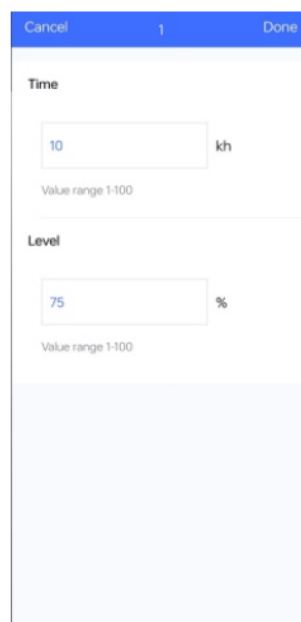 Cancel 1 Done
Time
10 kh
Value range 1-100
Level
75 %
Value range 1-100